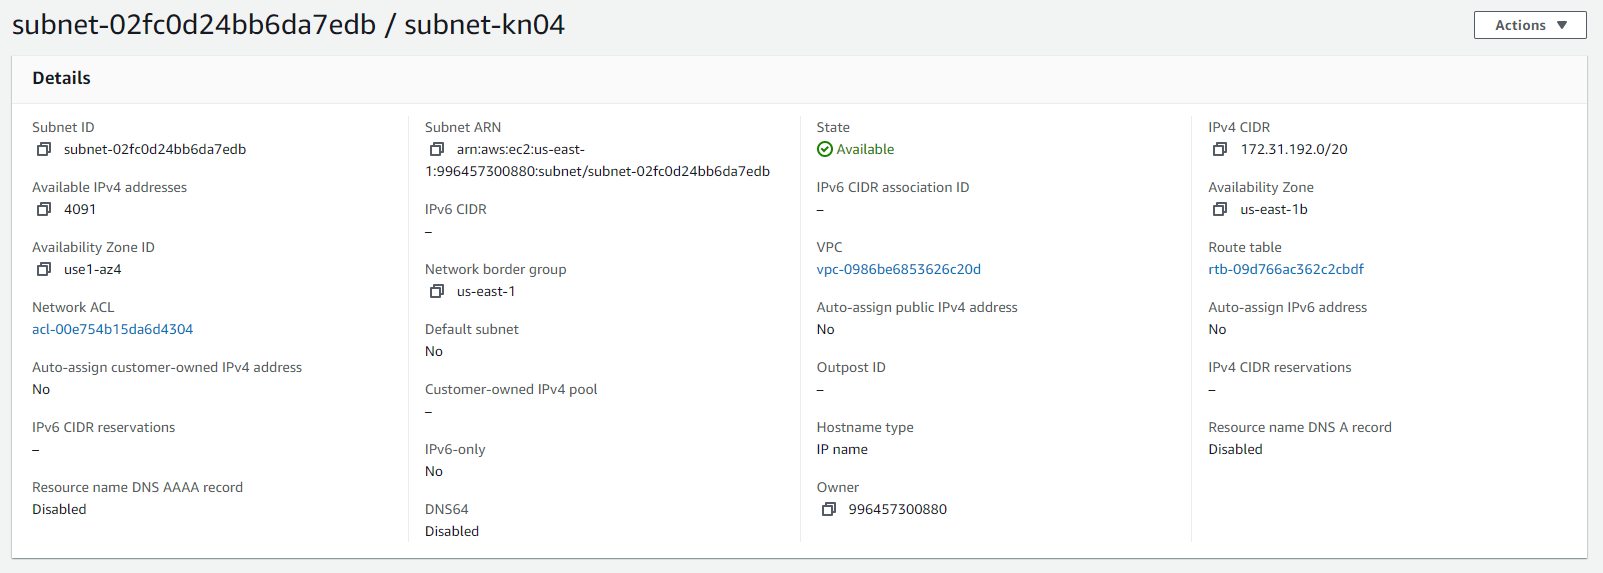 subnet-02fc0d24bb6da7edb / subnet-kn04
Actions
Details
Subnet ID
subnet-02fc0d24bb6da7edb
Available IPv4 addresses
4091
Availability Zone ID
use1-az4
Network ACL
acl-00e754b15da6d4304
Auto-assign customer-owned IPv4 address
No
IPv6 CIDR reservations
–
Resource name DNS AAAA record
Disabled
Subnet ARN
arn:aws:ec2:us-east-
1:996457300880:subnet/subnet-02fc0d24bb6da7edb
IPv6 CIDR
–
Network border group
us-east-1
Default subnet
No
Customer-owned IPv4 pool
–
IPv6-only
No
DNS64
Disabled
State
Available
IPv6 CIDR association ID
–
VPC
vpc-0986be6853626c20d
Auto-assign public IPv4 address
No
Outpost ID
–
Hostname type
IP name
Owner
996457300880
IPv4 CIDR
172.31.192.0/20
Availability Zone
us-east-1b
Route table
rtb-09d766ac362c2cbdf
Auto-assign IPv6 address
No
IPv4 CIDR reservations
–
Resource name DNS A record
Disabled